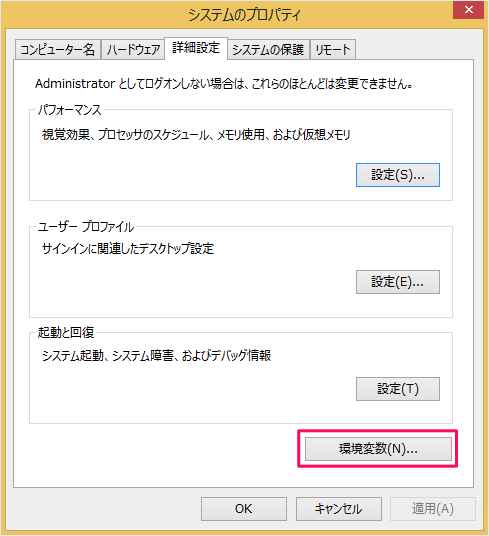 システムのプロパティ
コンピューター名 ハードウェア 詳細設定 システムの保護 リモート
Administrator としてログオンしない場合は、これらのほとんどは変更できません。
パフォーマンス
視覚効果、プロセッサのスケジュール、メモリ使用、および仮想メモリ
設定(S)...
ユーザー プロファイル
サインインに関連したデスクトップ設定
設定(E)...
起動と回復
システム起動、システム障害、およびデバッグ情報
設定(T)
環境変数(N)...
OK キャンセル 適用(A)